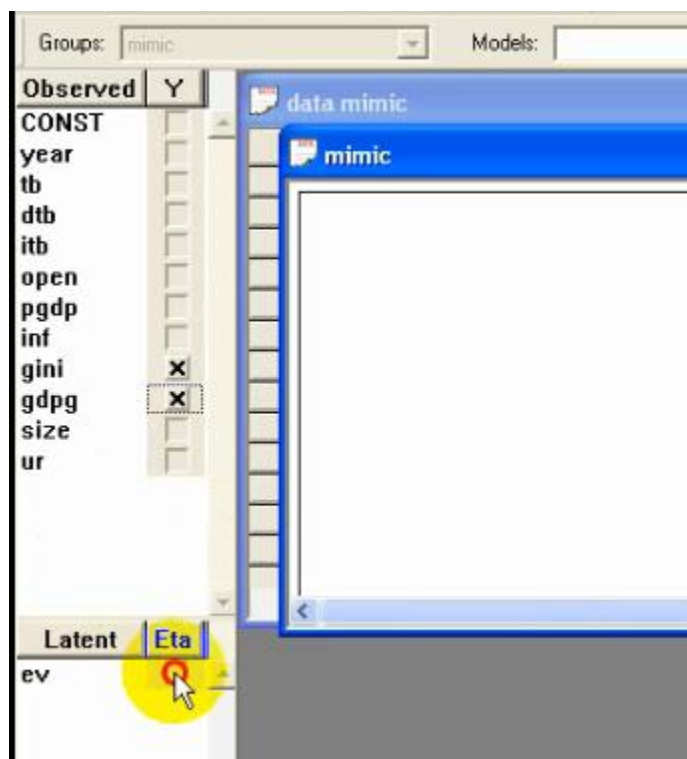 Groups: mimic Models:
Observed Y
CONST
year
tb
dtb
itb
open
pgdp
inf
gini
gdpg
size
ur
data mimic
mimic
Latent Eta
ev